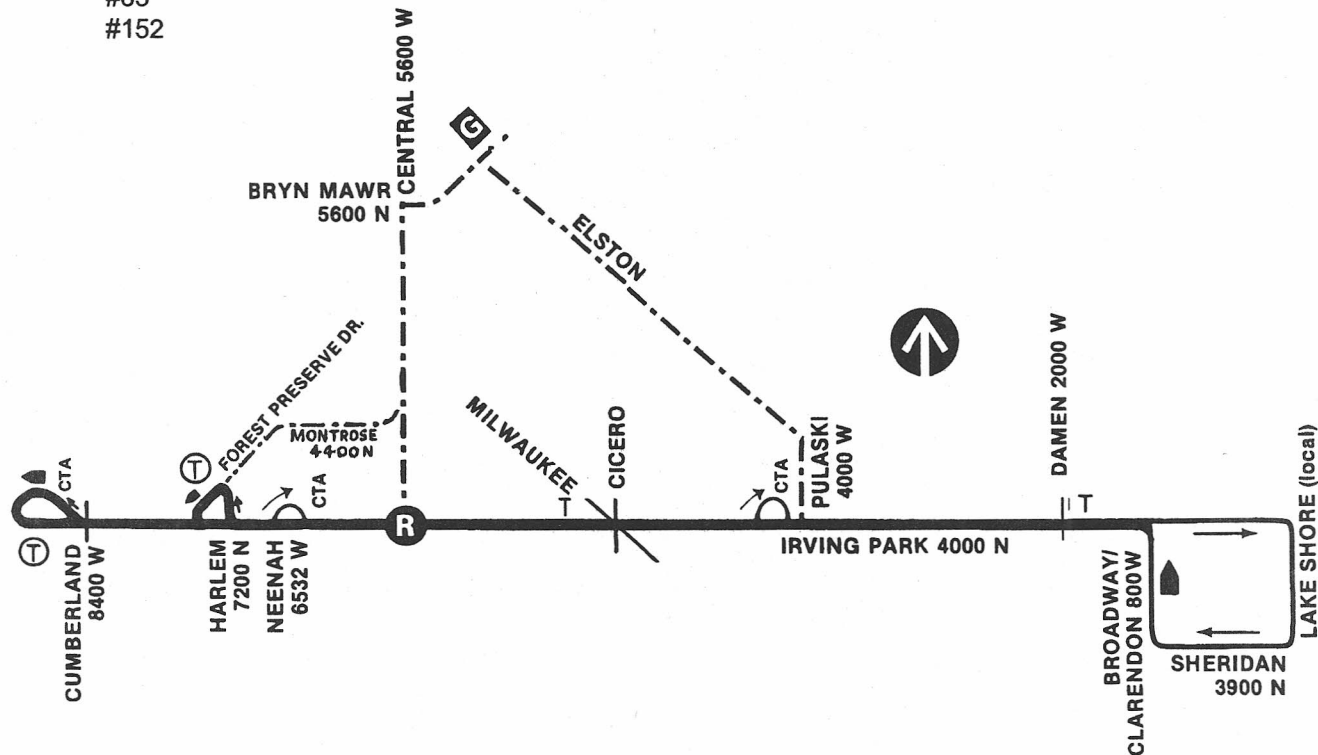 #152
CENTRAL 5600 W
G
BRYN MAWR
5600 N
ELSTON
FOREST PRESERVE DR.
MONTROSE
4400 N
MILWAUKEE
CICERO
PULASKI
4000 W
DAMEN 2000 W
LAKE SHORE (local)
T
CTA
T
CTA
CTA
R
T
CTA
T
IRVING PARK 4000 N
CUMBERLAND
8400 W
HARLEM
7200 N
NEENAH
6532 W
BROADWAY/
CLARENDON 800W
SHERIDAN
3900 N